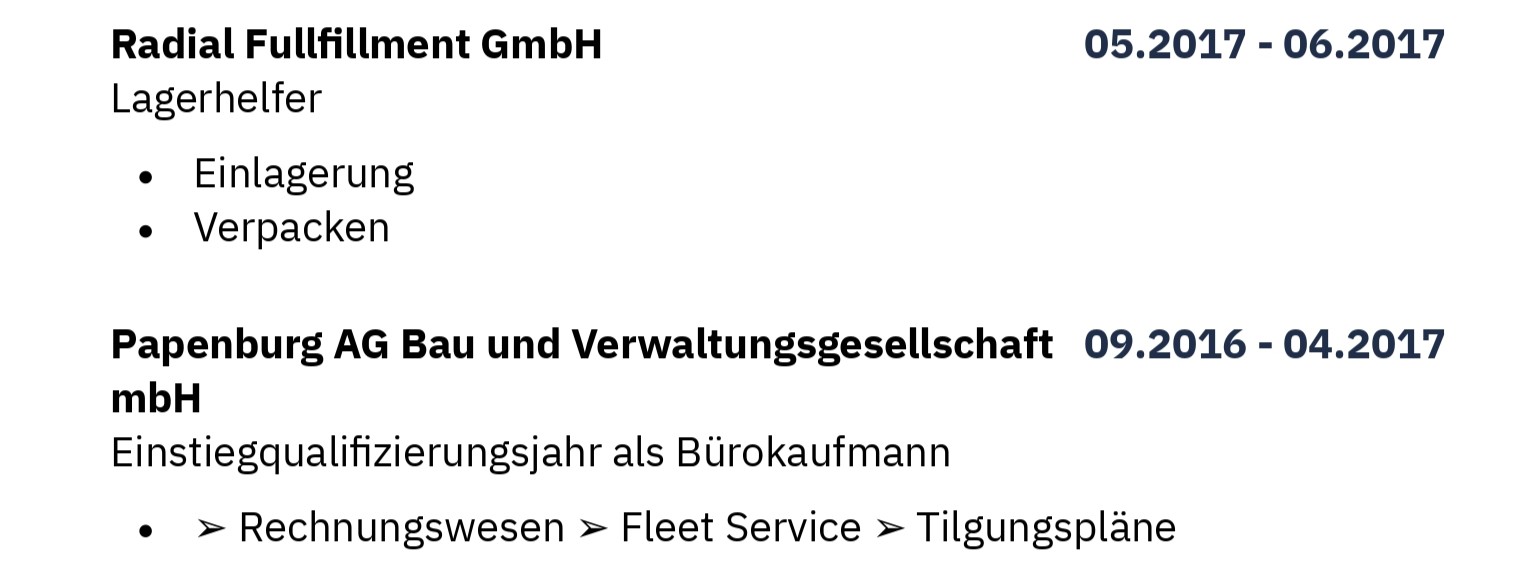 Radial Fullfillment GmbH 05.2017 - 06.2017
Lagerhelfer
• Einlagerung
• Verpacken
Papenburg AG Bau und Verwaltungsgesellschaft 09.2016 - 04.2017
mbH
Einstiegqualifizierungsjahr als Bürokaufmann
• ➢ Rechnungswesen ➢ Fleet Service ➢ Tilgungspläne